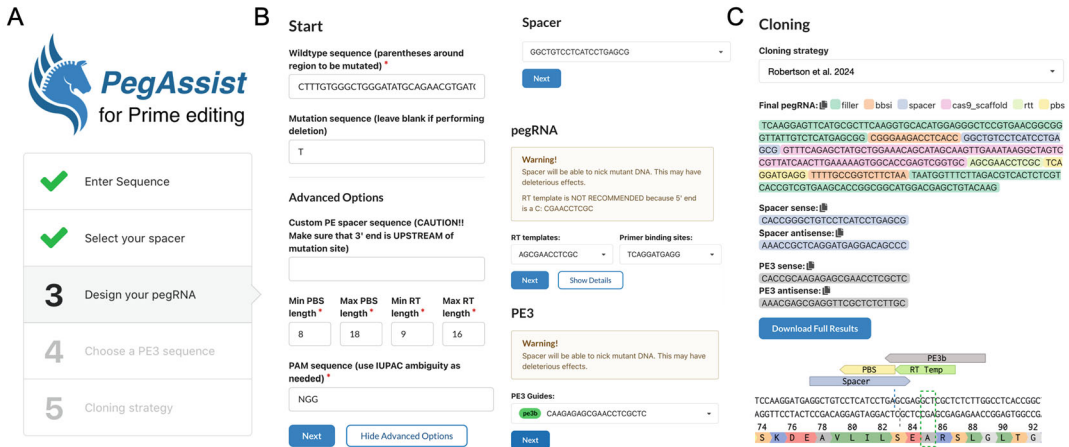 A
PegAssist
for Prime editing
Enter Sequence
Select your spacer
3 Design your pegRNA
4 Choose a PE3 sequence
5 Cloning strategy
B
Start
Wildtype sequence (parentheses around
region to be mutated) *
CTTTGTGGGCTGGGATATGCAGAACGTGATG
Mutation sequence (leave blank if performing
deletion)
T
Advanced Options
Custom PE spacer sequence (CAUTION!!
Make sure that 3' end is UPSTREAM of
mutation site)
Min PBS Max PBS Min RT Max RT
length * length * length * length *
8 18 9 16
PAM sequence (use IUPAC ambiguity as
needed) *
NGG
Next Hide Advanced Options
Spacer
GGCTGTCCTCATCCTGAGCG
Next
pegRNA
Warning!
Spacer will be able to nick mutant DNA. This may have
deleterious effects.
RT template is NOT RECOMMENDED because 5' end
is a C: CGAACCTCGC
RT templates: Primer binding sites:
AGCGAACCTCGC TCAGGATGAGG
Next Show Details
PE3
Warning!
Spacer will be able to nick mutant DNA. This may have
deleterious effects.
PE3 Guides:
pe3b CAAGAGAGCGAACCTCGCTC
Next
C
Cloning
Cloning strategy
Robertson et al. 2024
Final pegRNA: filler bbsi spacer cas9_scaffold rtt pbs
TCAAGGAGTTCATGCGCTTCAAGGTGCACATGGAGGGCTCCGTGAACGGCGG
GGTTATTGTCTCATGAGCGG CGGGAAGACCTCACC GGCTGTCCTCATCCTGA
GCG GTTTCAGAGCTATGCTGGAAACAGCATAGCAAGTTGAAATAAGGCTAGTC
CGTTATCAACTTGAAAAAGTGGCACCGAGTCGGTGC AGCGAACCTCGC TCA
GGATGAGG TTTTGCCGGTCTTCTAA TAATGGTTTCTTAGACGTCACTCTCGT
CACCGTCGTGAAGCACCGGCGGCATGGACGAGCTGTACAAG
Spacer sense:
CACCGGGCTGTCCTCATCCTGAGCG
Spacer antisense:
AAACCGCTCAGGATGAGGACAGCCC
PE3 sense:
CACCGCAAGAGAGCGAACCTCGCTC
PE3 antisense:
AAACGAGCGAGGTTCGCTCTCTTGC
Download Full Results
PE3b
PBS RT Temp
Spacer
TCCAAGGATGAGGCTGTCCTCATCCTGAGCGAGGCTCGCTCTCTTGGCCTCACCGGC
AGGTTCCTACTCCGACAGGAGTAGGACTCGCTCCGAGCGAGAGAACCGGAGTGGCCG
74 76 78 80 82 84 86 88 90 92
S K D E A V L I L S E A R S L G L T G